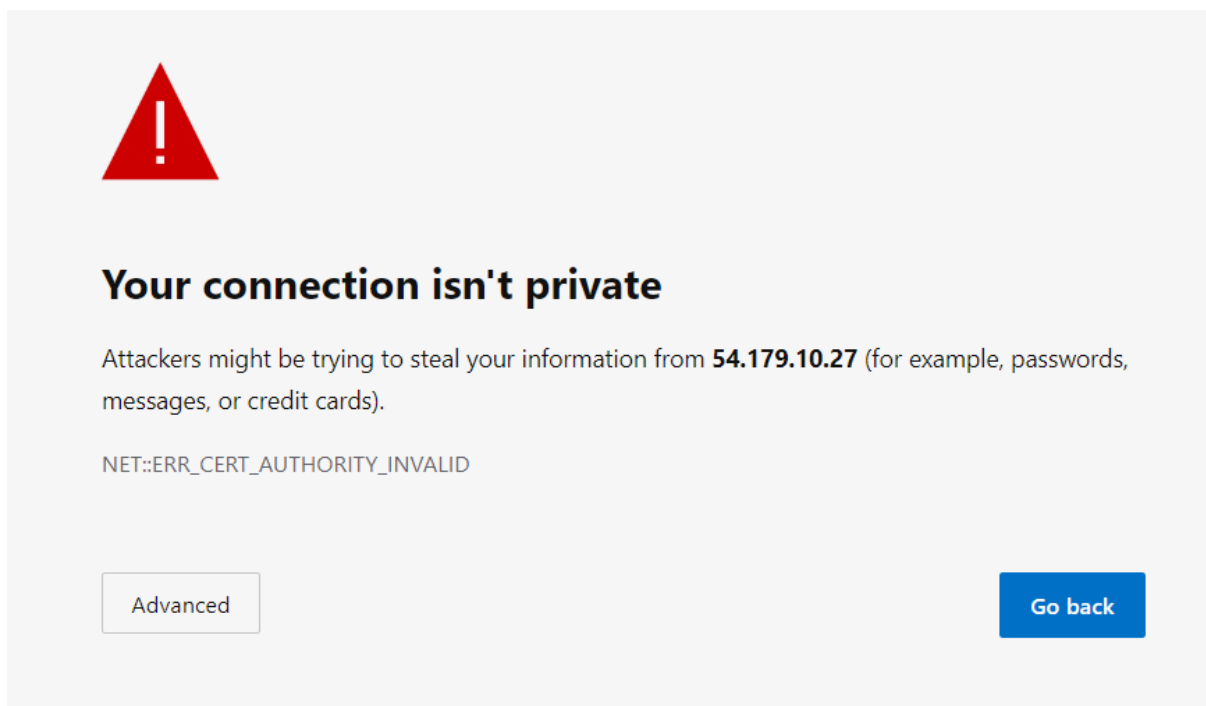 !
Your connection isn't private
Attackers might be trying to steal your information from 54.179.10.27 (for example, passwords,
messages, or credit cards).
NET::ERR_CERT_AUTHORITY_INVALID
Advanced
Go back